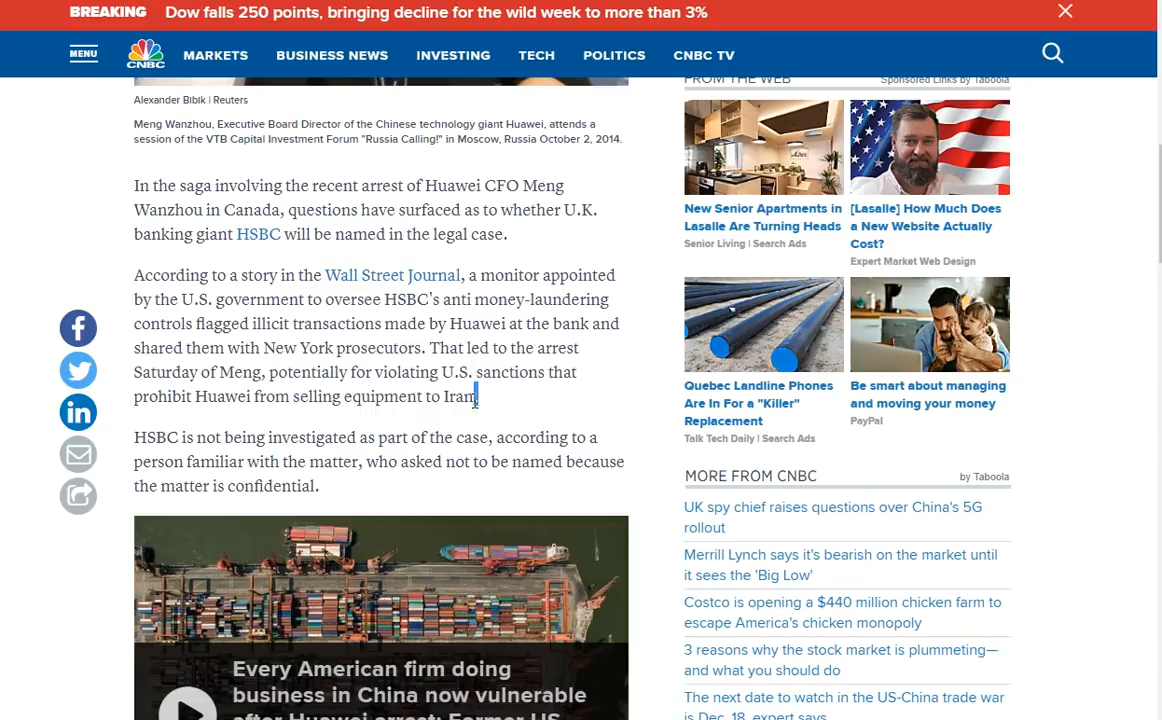 BREAKING Dow falls 250 points, bringing decline for the wild week to more than 3%
MENU
CNBC
MARKETS BUSINESS NEWS INVESTING TECH POLITICS CNBC TV
Alexander Bibik | Reuters
Meng Wanzhou, Executive Board Director of the Chinese technology giant Huawei, attends a
session of the VTB Capital Investment Forum "Russia Calling!" in Moscow, Russia October 2, 2014.
In the saga involving the recent arrest of Huawei CFO Meng
Wanzhou in Canada, questions have surfaced as to whether U.K.
banking giant HSBC will be named in the legal case.
According to a story in the Wall Street Journal, a monitor appointed
by the U.S. government to oversee HSBC's anti money-laundering
controls flagged illicit transactions made by Huawei at the bank and
shared them with New York prosecutors. That led to the arrest
Saturday of Meng, potentially for violating U.S. sanctions that
prohibit Huawei from selling equipment to Iran.
HSBC is not being investigated as part of the case, according to a
person familiar with the matter, who asked not to be named because
the matter is confidential.
Every American firm doing
business in China now vulnerable
after Huawei arrest: Former US
FROM THE WEB
Sponsored Links by Taboola
New Senior Apartments in
Lasalle Are Turning Heads
Senior Living | Search Ads
[Lasalle] How Much Does
a New Website Actually
Cost?
Expert Market Web Design
Quebec Landline Phones
Are In For a "Killer"
Replacement
Talk Tech Daily | Search Ads
Be smart about managing
and moving your money
PayPal
MORE FROM CNBC
by Taboola
UK spy chief raises questions over China's 5G
rollout
Merrill Lynch says it's bearish on the market until
it sees the 'Big Low'
Costco is opening a $440 million chicken farm to
escape America's chicken monopoly
3 reasons why the stock market is plummeting—
and what you should do
The next date to watch in the US-China trade war
is Dec. 18, expert says